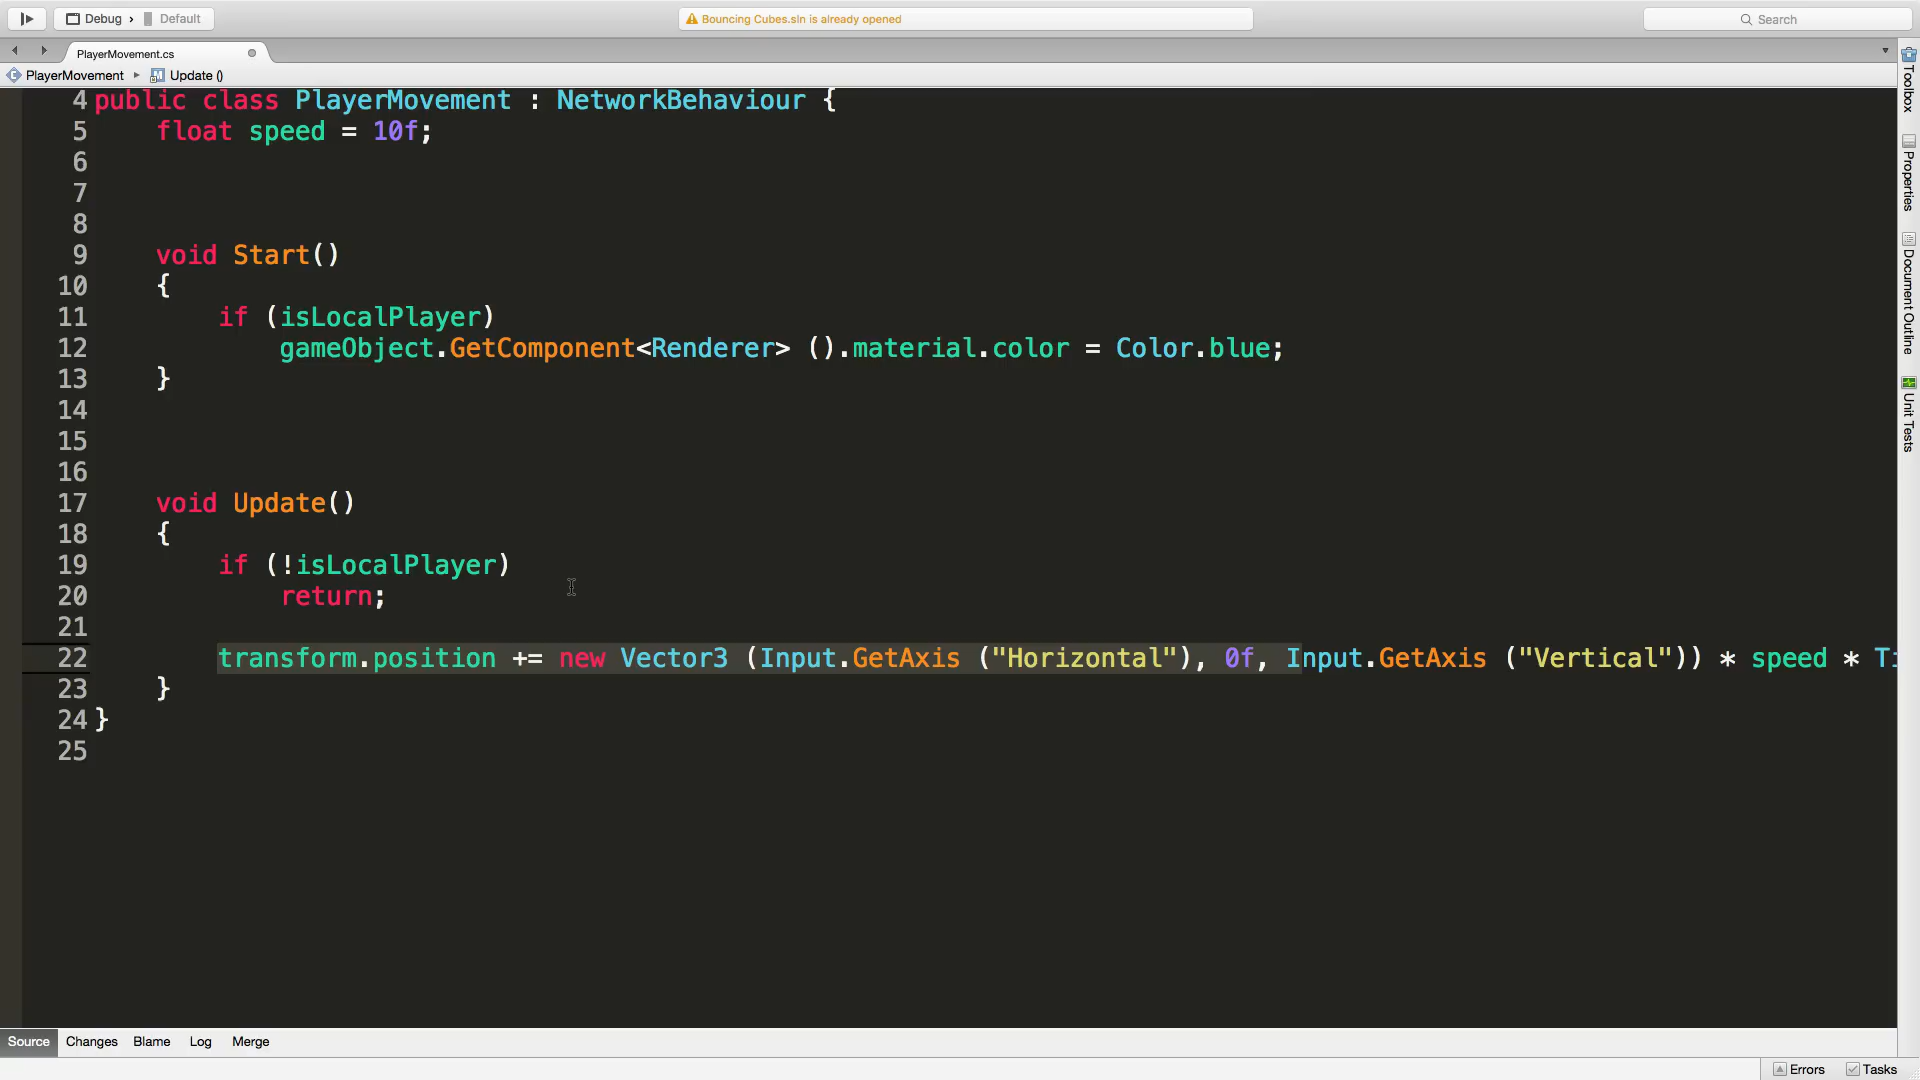 Debug › Default
Bouncing Cubes.sln is already opened
Search
PlayerMovement.cs
PlayerMovement ▸ Update ()
4 public class PlayerMovement : NetworkBehaviour {
5 float speed = 10f;
6
7
8
9 void Start()
10 {
11 if (isLocalPlayer)
12 gameObject.GetComponent<Renderer> ().material.color = Color.blue;
13 }
14
15
16
17 void Update()
18 {
19 if (!isLocalPlayer)
20 return;
21
22 transform.position += new Vector3 (Input.GetAxis ("Horizontal"), 0f, Input.GetAxis ("Vertical")) * speed * Ti
23 }
24 }
25
Toolbox
Properties
Document Outline
Unit Tests
Source Changes Blame Log Merge
Errors Tasks